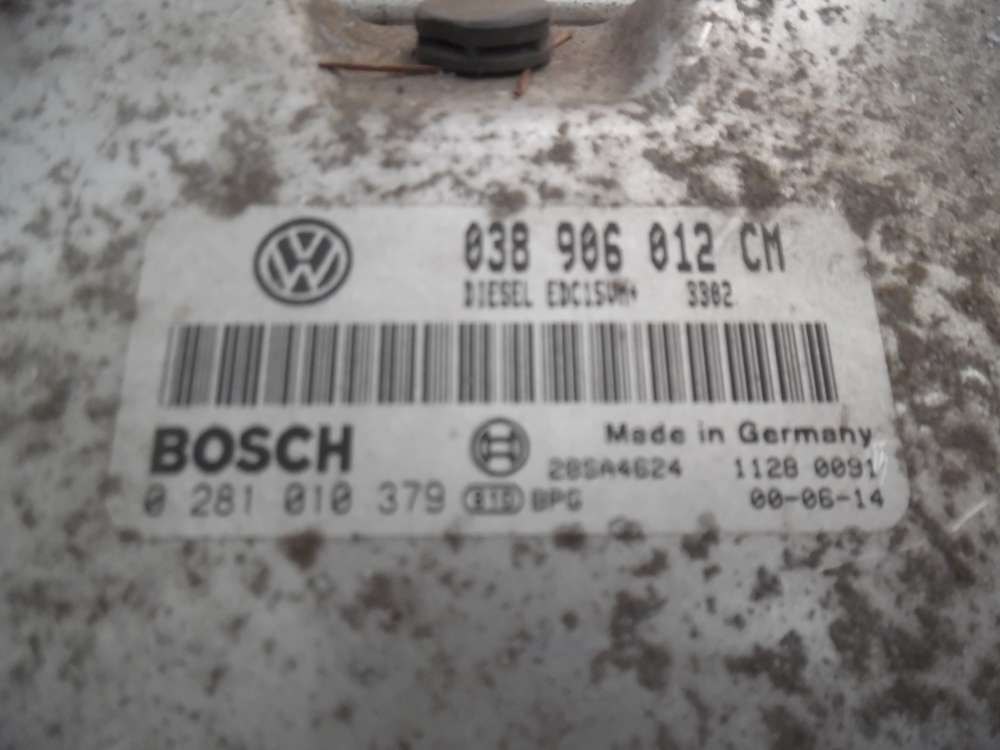 038 906 012 CM
DIESEL EDC15VM+ 3302
BOSCH
Made in Germany
28SA4624 1128 0091
0 281 010 379 BPG
00-06-14